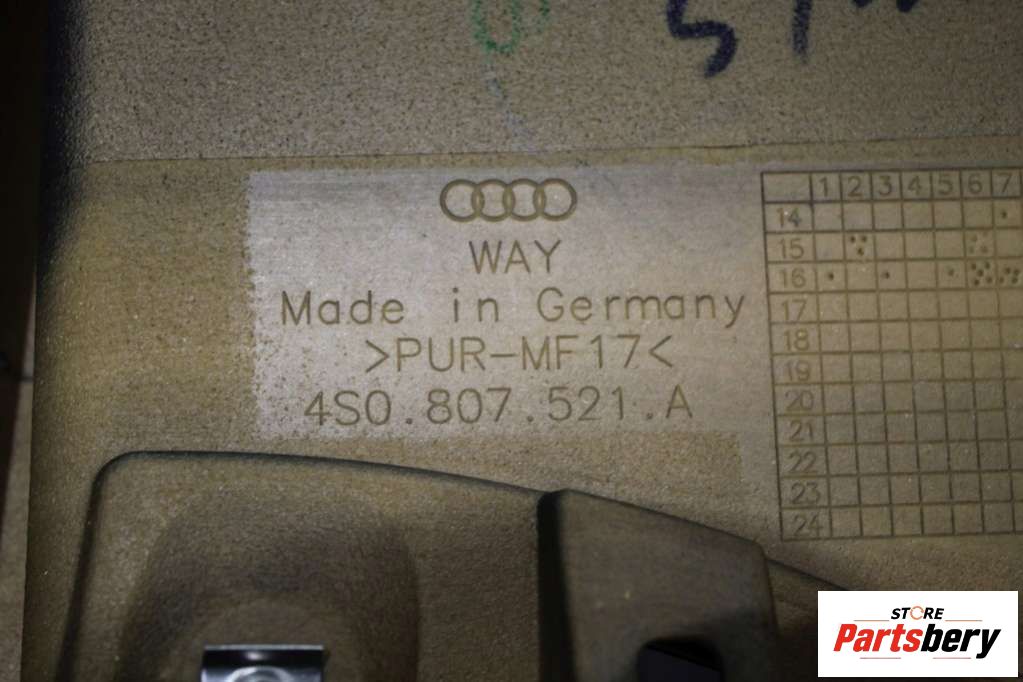 WAY
Made in Germany
>PUR-MF17<
4S0.807.521.A
1 2 3 4 5 6 7
14
15
16
17
18
19
20
21
22
23
24
STORE
Partsbery